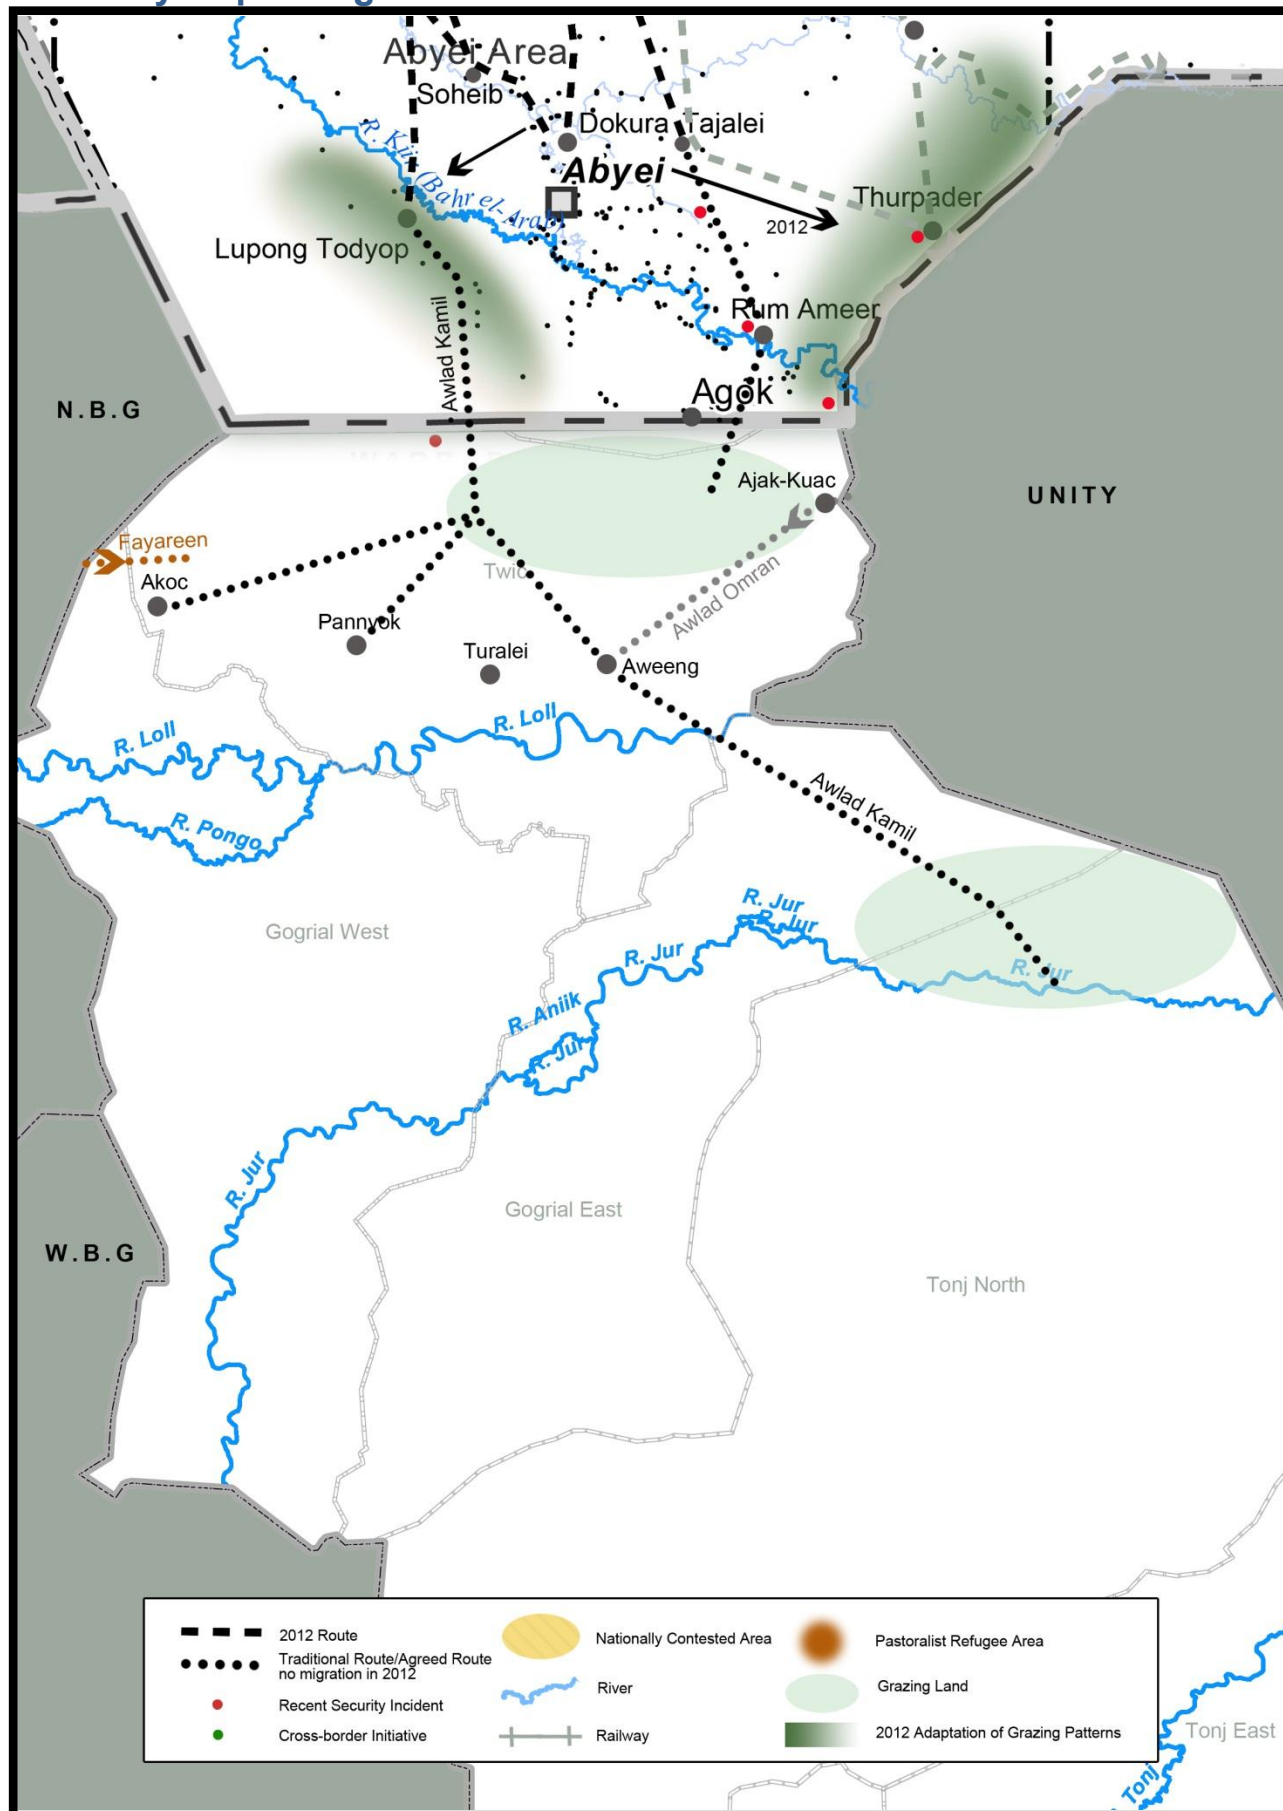 Abyei Area
Soheib
Dokura
Tajalei
Abyei
R. Kiir (Bahr el-Arab)
Thurpader
2012
Lupong Todyop
Rum Ameer
Awlad Kamil
Agok
N.B.G
Ajak-Kuac
UNITY
Fayareen
Twic
Akoc
Awlad Omran
Pannyok
Turalei
Aweeng
R. Loll
R. Loll
Awlad Kamil
R. Pongo
R. Jur
R. Jur
Gogrial West
R. Jur
R. Jur
R. Aniik
R. Jur
R. Jur
Gogrial East
W.B.G
Tonj North
2012 Route
Traditional Route/Agreed Route
no migration in 2012
Recent Security Incident
Cross-border Initiative
Nationally Contested Area
River
Railway
Pastoralist Refugee Area
Grazing Land
2012 Adaptation of Grazing Patterns
Tonj East
Tonj